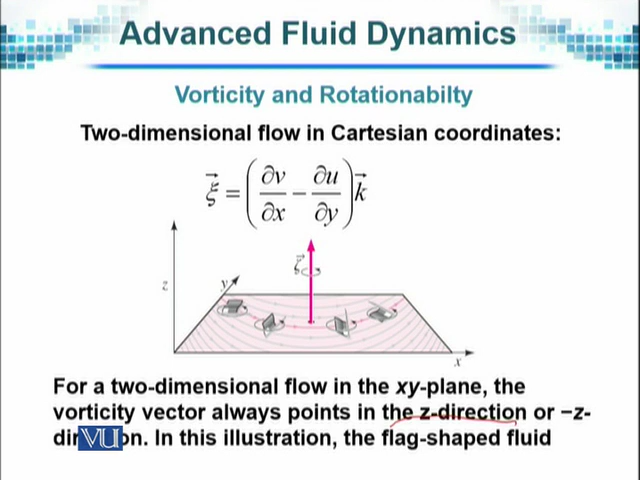 Advanced Fluid Dynamics
Vorticity and Rotationabilty
Two-dimensional flow in Cartesian coordinates:
ξ⃗ = (∂v/∂x − ∂u/∂y) k⃗
z
y
ζ⃗
x
For a two-dimensional flow in the xy-plane, the
vorticity vector always points in the z-direction or −z-
dir VU on. In this illustration, the flag-shaped fluid